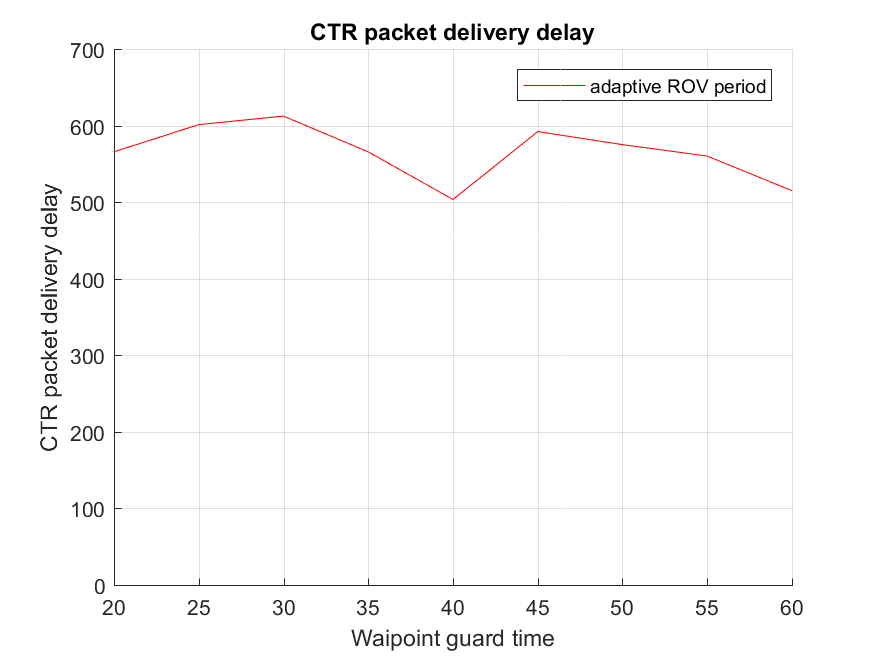 CTR packet delivery delay
adaptive ROV period
CTR packet delivery delay
700
600
500
400
300
200
100
0
20 25 30 35 40 45 50 55 60
Waipoint guard time